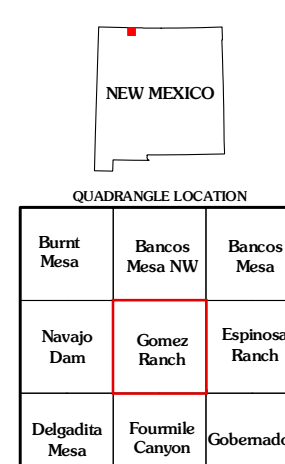 NEW MEXICO
QUADRANGLE LOCATION
Burnt
Mesa
Bancos
Mesa NW
Bancos
Mesa
Navajo
Dam
Gomez
Ranch
Espinosa
Ranch
Delgadita
Mesa
Fourmile
Canyon
Gobernado